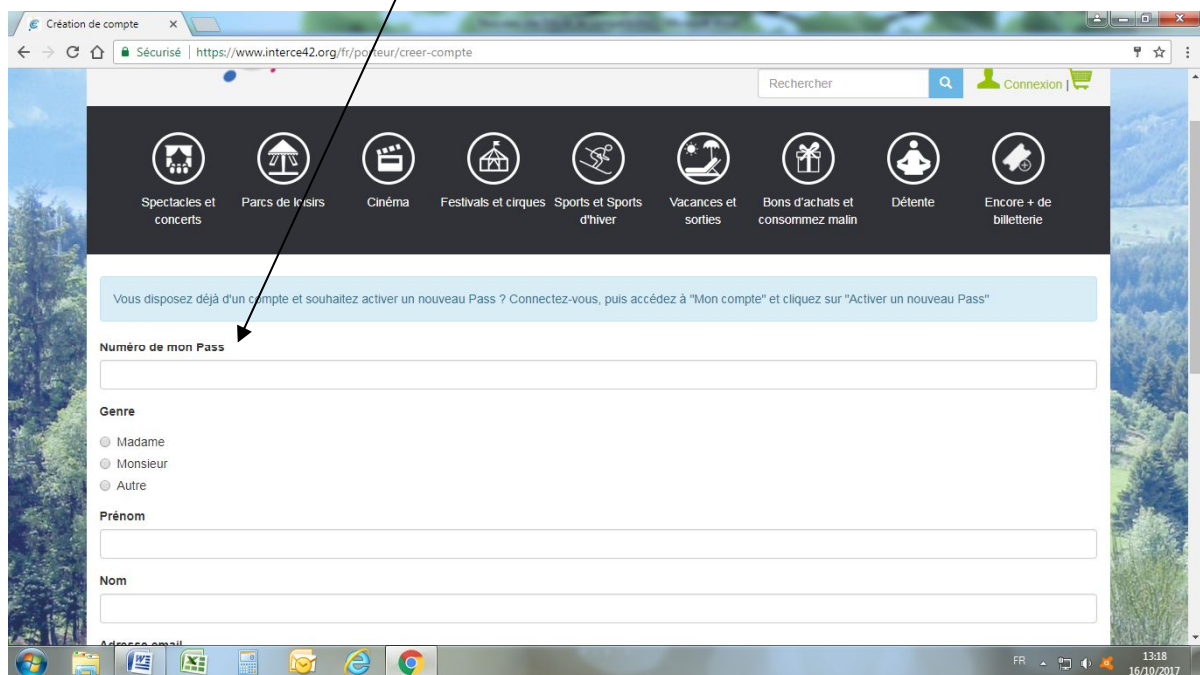 Création de compte
Sécurisé | https://www.interce42.org/fr/porteur/creer-compte
Rechercher
Connexion |
Spectacles et concerts
Parcs de loisirs
Cinéma
Festivals et cirques
Sports et Sports d'hiver
Vacances et sorties
Bons d'achats et consommez malin
Détente
Encore + de billetterie
Vous disposez déjà d'un compte et souhaitez activer un nouveau Pass ? Connectez-vous, puis accédez à "Mon compte" et cliquez sur "Activer un nouveau Pass"
Numéro de mon Pass
Genre
Madame
Monsieur
Autre
Prénom
Nom
Adresse email
FR
13:18
16/10/2017